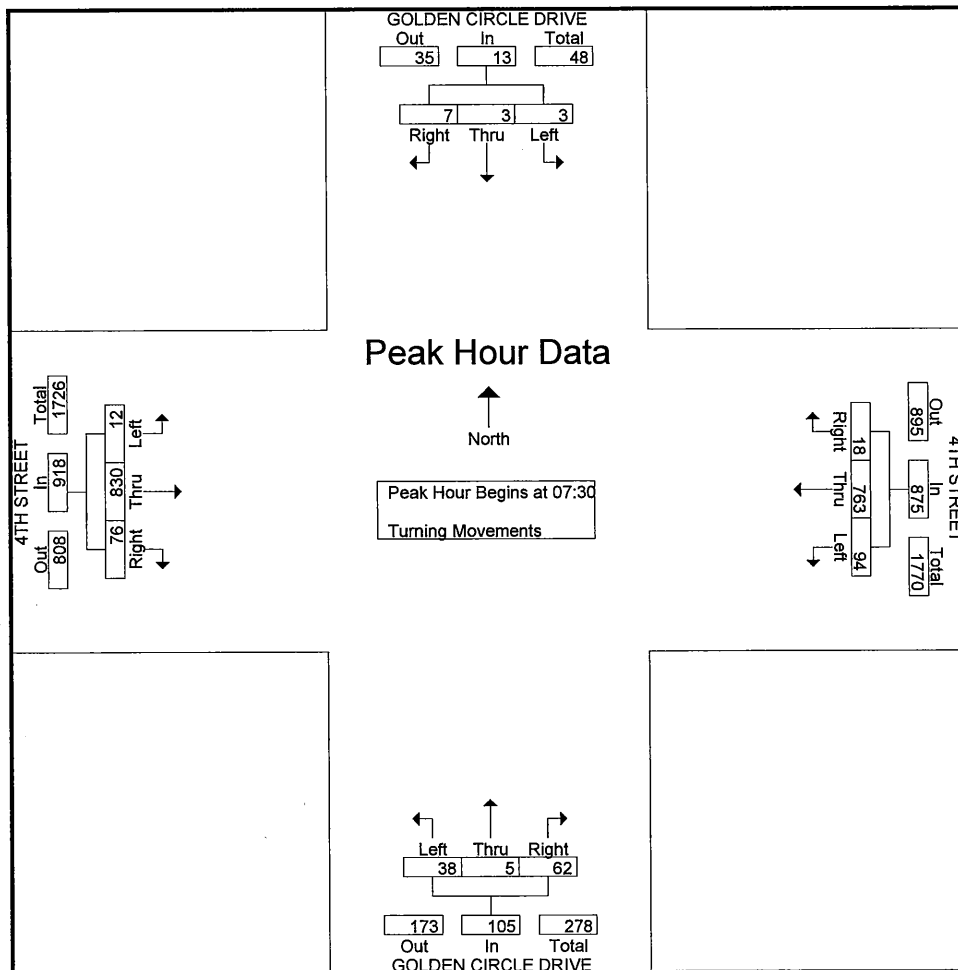 GOLDEN CIRCLE DRIVE
Out In Total
35 13 48
7 3 3
Right Thru Left
Peak Hour Data
North
Peak Hour Begins at 07:30
Turning Movements
4TH STREET
Total In Out
1726 918 808
12 830 76
Left Thru Right
4TH STREET
Out In Total
895 875 1770
18 763 94
Right Thru Left
Left Thru Right
38 5 62
173 105 278
Out In Total
GOLDEN CIRCLE DRIVE